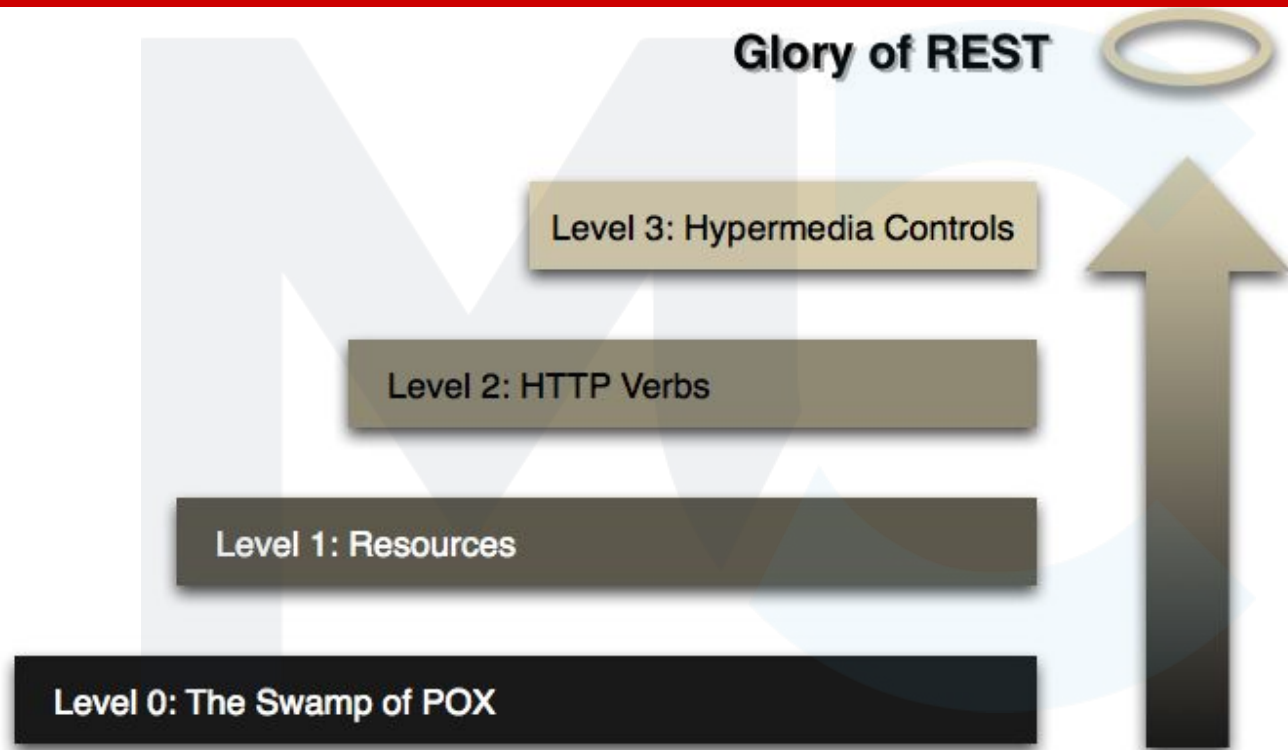 Glory of REST
Level 3: Hypermedia Controls
Level 2: HTTP Verbs
Level 1: Resources
Level 0: The Swamp of POX